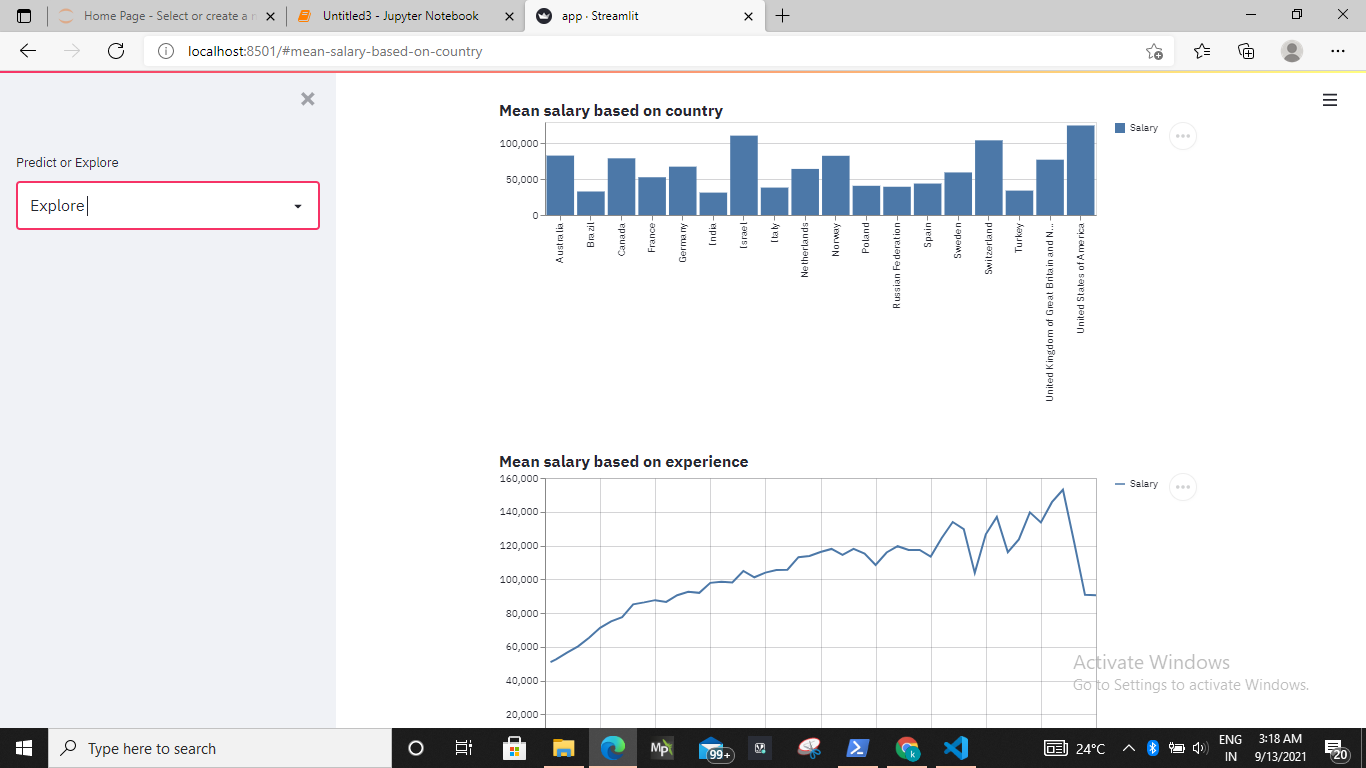 Home Page - Select or create a n
Untitled3 - Jupyter Notebook
app · Streamlit
localhost:8501/#mean-salary-based-on-country
Predict or Explore
Explore
Mean salary based on country
100,000
50,000
0
Salary
Australia
Brazil
Canada
France
Germany
India
Israel
Italy
Netherlands
Norway
Poland
Russian Federation
Spain
Sweden
Switzerland
Turkey
United Kingdom of Great Britain and N...
United States of America
Mean salary based on experience
160,000
140,000
120,000
100,000
80,000
60,000
40,000
20,000
Salary
Activate Windows
Go to Settings to activate Windows.
Type here to search
Mp
99+
k
24°C
ENG
IN
3:18 AM
9/13/2021
20